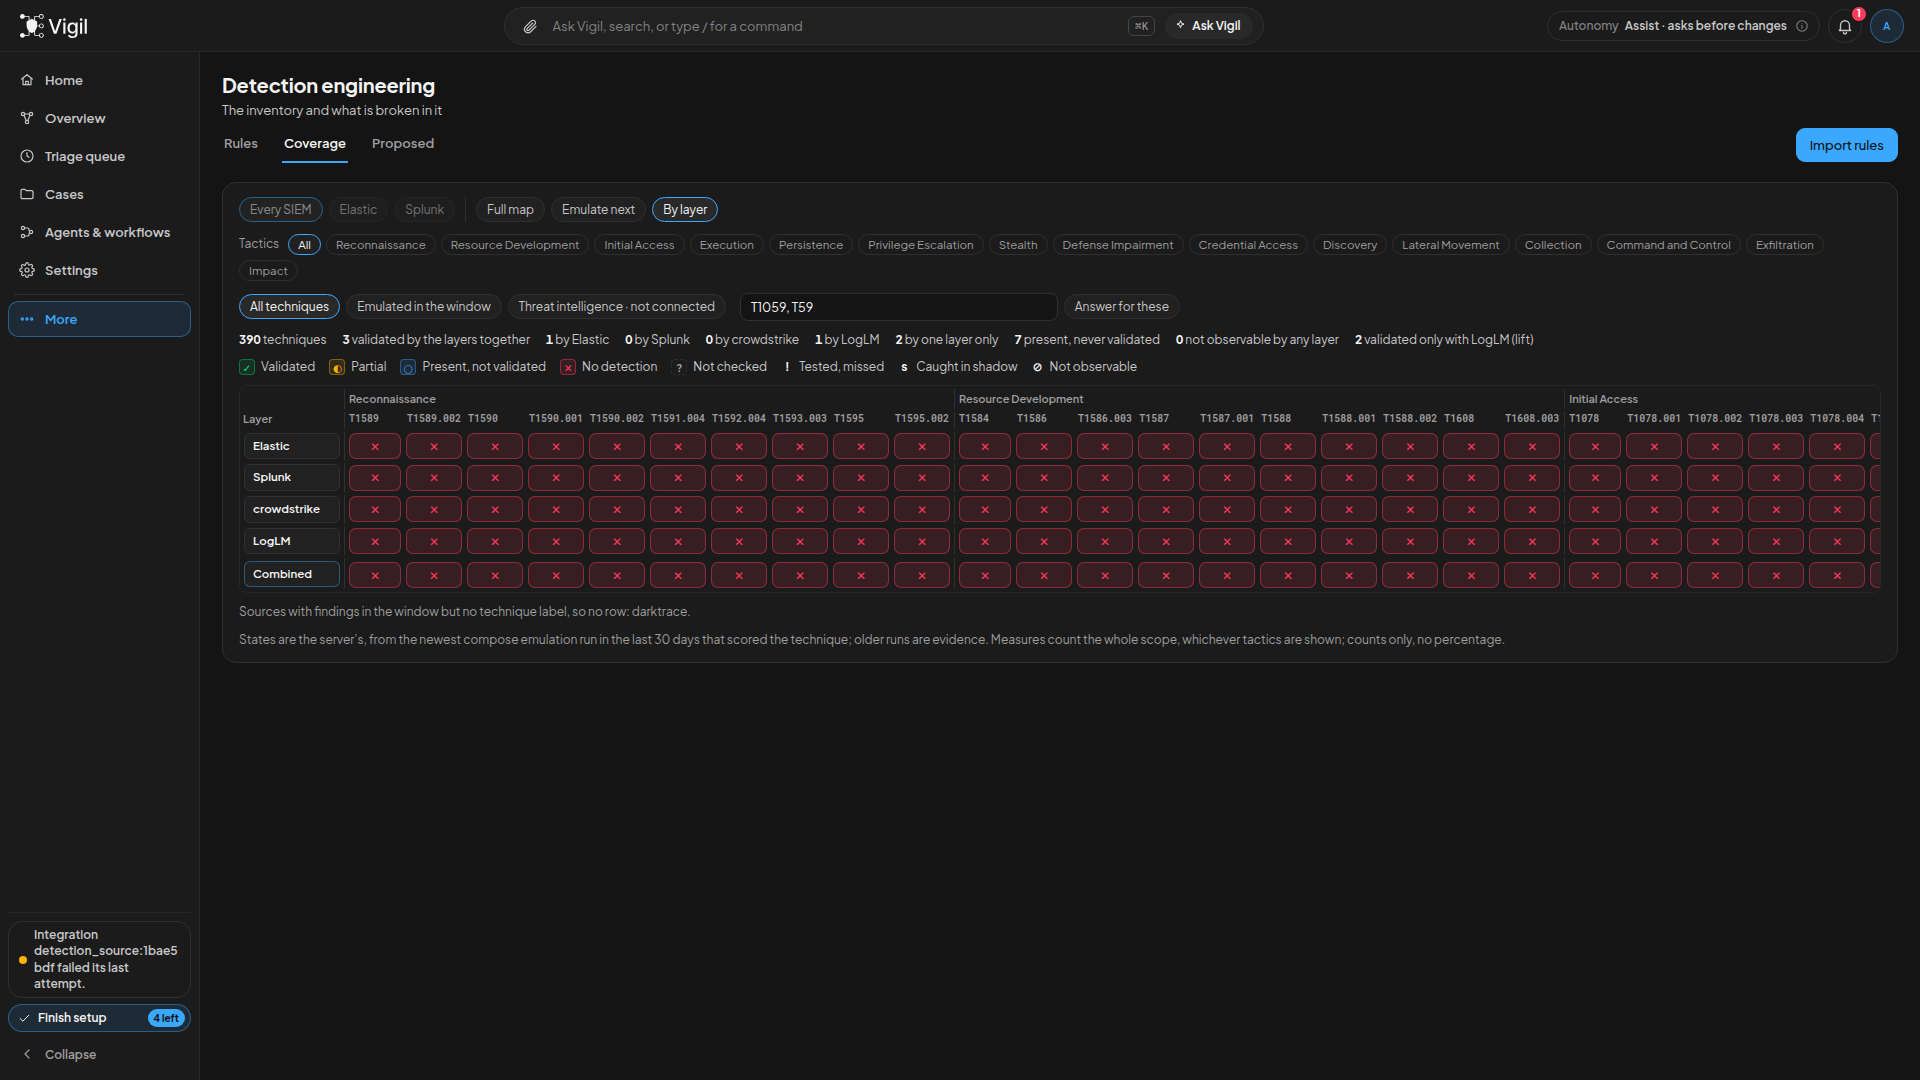 Vigil
Ask Vigil, search, or type / for a command
⌘K
Ask Vigil
Autonomy Assist · asks before changes
1
A
Home
Overview
Triage queue
Cases
Agents & workflows
Settings
More
Detection engineering
The inventory and what is broken in it
Rules Coverage Proposed
Import rules
Every SIEM Elastic Splunk Full map Emulate next By layer
Tactics All Reconnaissance Resource Development Initial Access Execution Persistence Privilege Escalation Stealth Defense Impairment Credential Access Discovery Lateral Movement Collection Command and Control Exfiltration
Impact
All techniques Emulated in the window Threat intelligence · not connected T1059, T59 Answer for these
390 techniques 3 validated by the layers together 1 by Elastic 0 by Splunk 0 by crowdstrike 1 by LogLM 2 by one layer only 7 present, never validated 0 not observable by any layer 2 validated only with LogLM (lift)
Validated Partial Present, not validated No detection ? Not checked ! Tested, missed s Caught in shadow Not observable
Reconnaissance Resource Development Initial Access
Layer T1589 T1589.002 T1590 T1590.001 T1590.002 T1591.004 T1592.004 T1593.003 T1595 T1595.002 T1584 T1586 T1586.003 T1587 T1587.001 T1588 T1588.001 T1588.002 T1608 T1608.003 T1078 T1078.001 T1078.002 T1078.003 T1078.004
Elastic
Splunk
crowdstrike
LogLM
Combined
Sources with findings in the window but no technique label, so no row: darktrace.
States are the server's, from the newest compose emulation run in the last 30 days that scored the technique; older runs are evidence. Measures count the whole scope, whichever tactics are shown; counts only, no percentage.
Integration
detection_source:1bae5
bdf failed its last
attempt.
Finish setup 4 left
Collapse